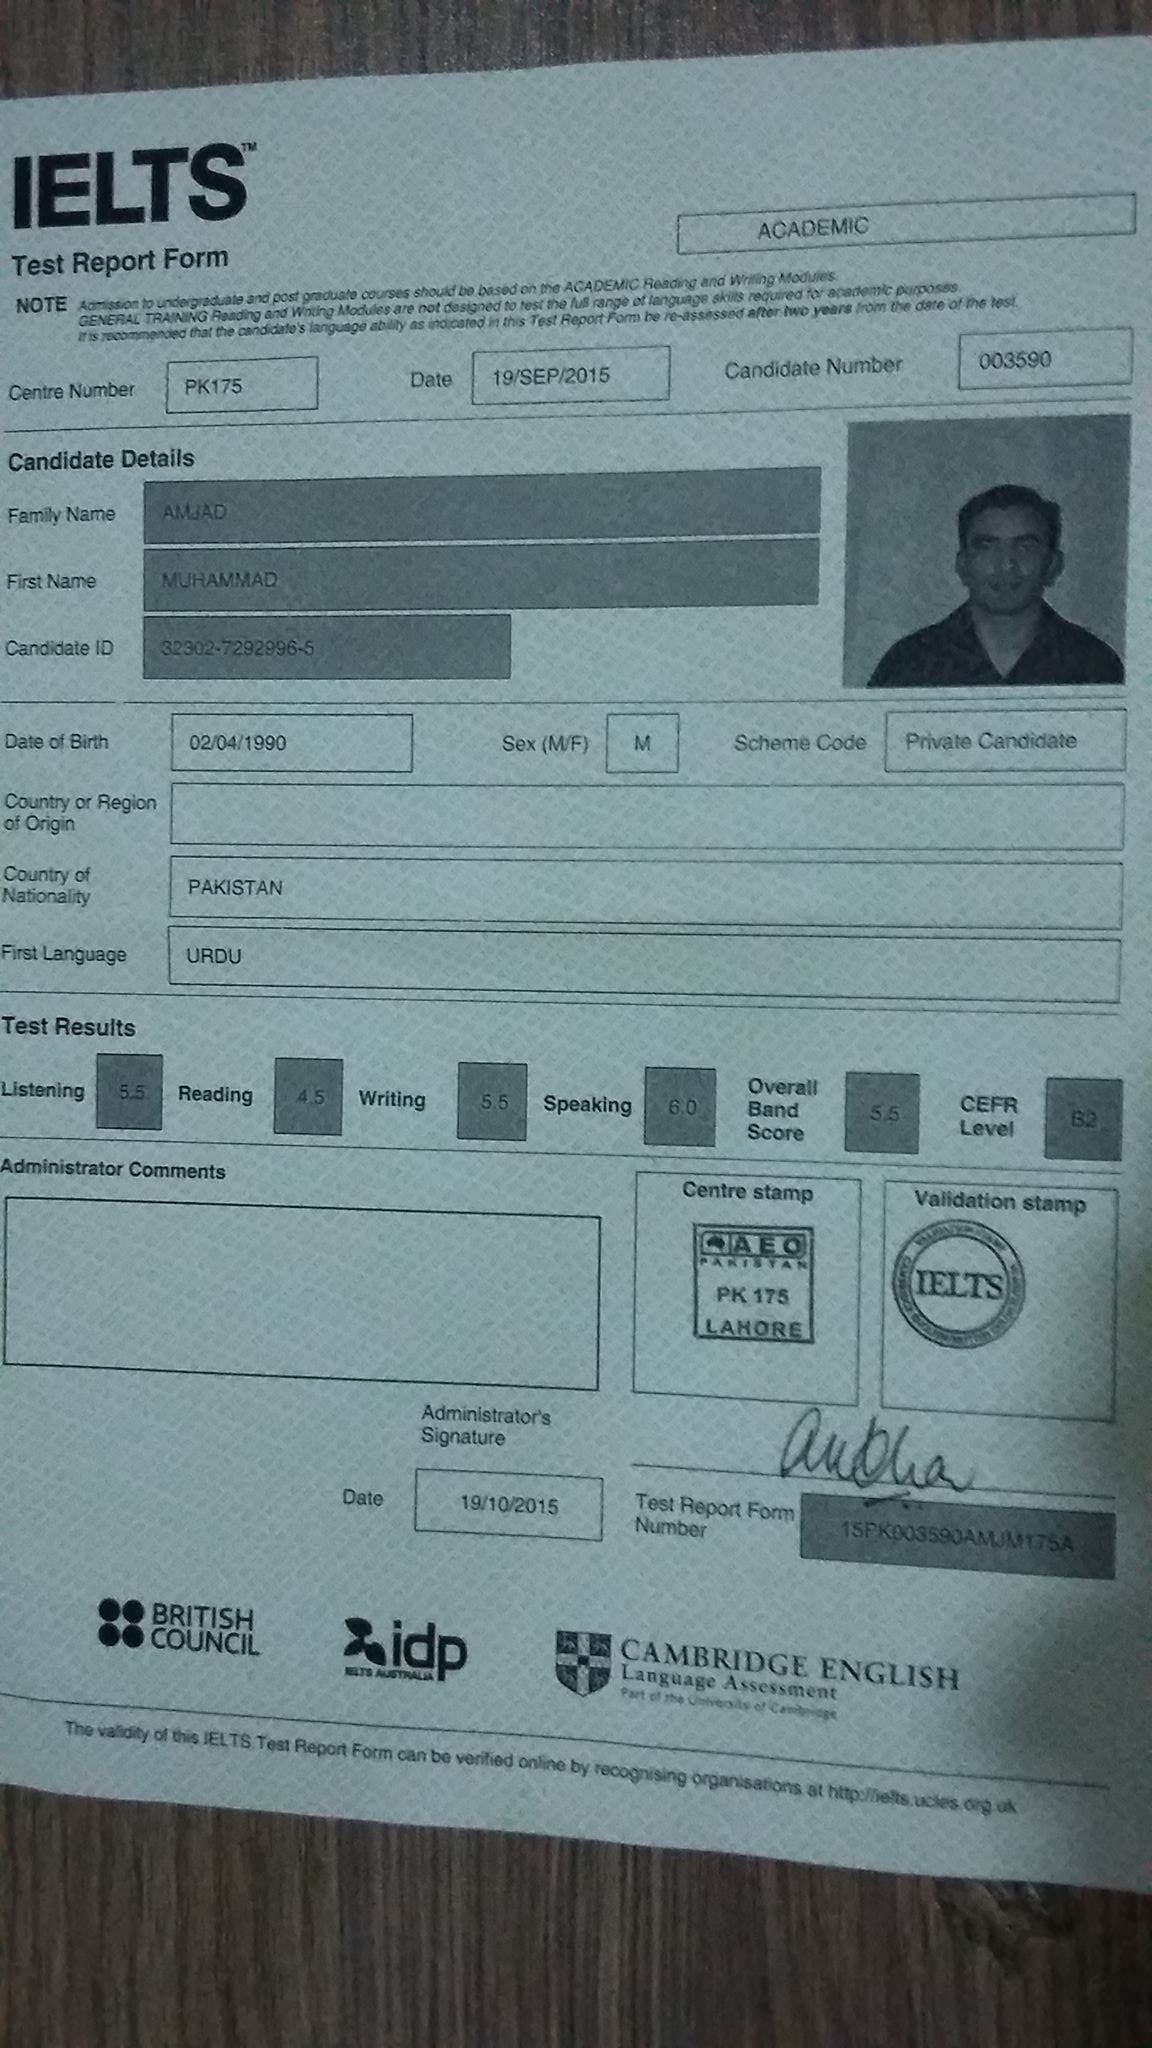 IELTS™
ACADEMIC
Test Report Form
NOTE Admission to undergraduate and post graduate courses should be based on the ACADEMIC Reading and Writing Modules.
GENERAL TRAINING Reading and Writing Modules are not designed to test the full range of language skills required for academic purposes.
It is recommended that the candidate's language ability as indicated in this Test Report Form be re-assessed after two years from the date of the test.
Centre Number PK175 Date 19/SEP/2015 Candidate Number 003590
Candidate Details
Family Name AMJAD
First Name MUHAMMAD
Candidate ID 32302-7292996-5
Date of Birth 02/04/1990 Sex (M/F) M Scheme Code Private Candidate
Country or Region
of Origin
Country of
Nationality PAKISTAN
First Language URDU
Test Results
Listening 5.5 Reading 4.5 Writing 5.5 Speaking 6.0 Overall Band Score 5.5 CEFR Level B2
Administrator Comments
Centre stamp
Validation stamp
AEO
PAKISTAN
PK 175
LAHORE
IELTS
Administrator's
Signature
Date 19/10/2015
Test Report Form
Number 15PK003590AMJM175A
BRITISH
COUNCIL
idp
IELTS AUSTRALIA
CAMBRIDGE ENGLISH
Language Assessment
Part of the University of Cambridge
The validity of this IELTS Test Report Form can be verified online by recognising organisations at http://ielts.ucles.org.uk